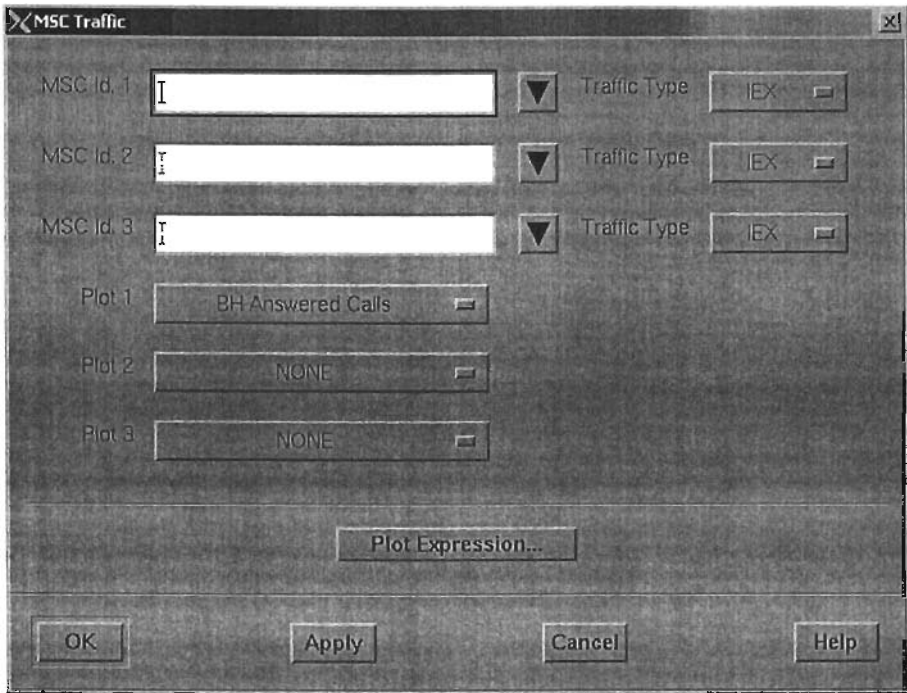 MSC Traffic
MSC Id. 1 Traffic Type IEX
MSC Id. 2 Traffic Type IEX
MSC Id. 3 Traffic Type IEX
Plot 1 BH Answered Calls
Plot 2 NONE
Plot 3 NONE
Plot Expression...
OK Apply Cancel Help